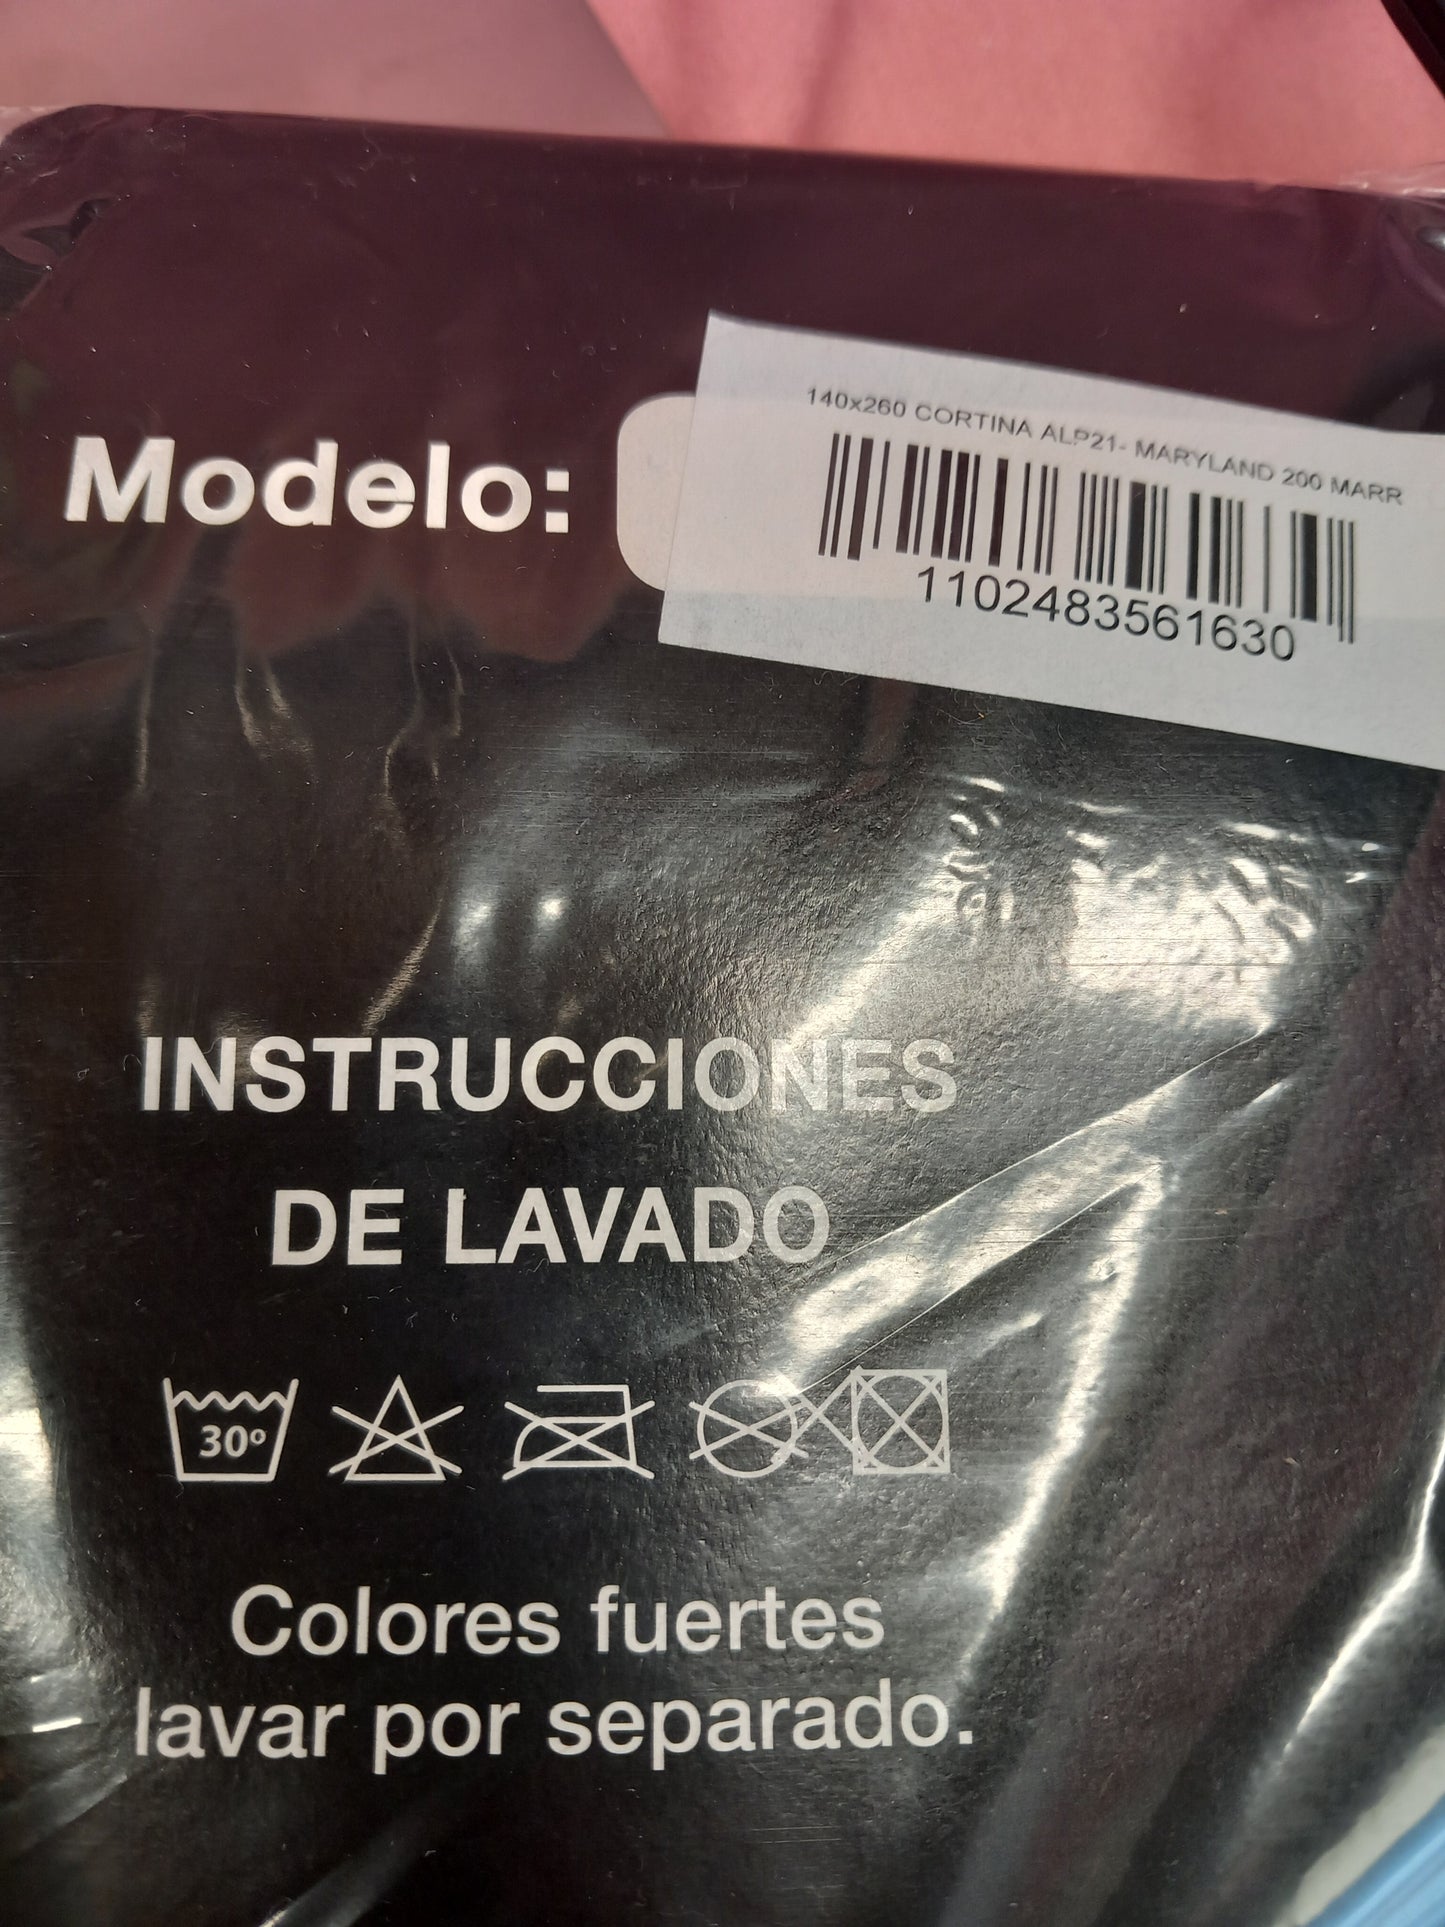 140x260 CORTINA ALP21- MARYLAND 200 MARR
Modelo:
1102483561630
INSTRUCCIONES
DE LAVADO
30º
Colores fuertes
lavar por separado.